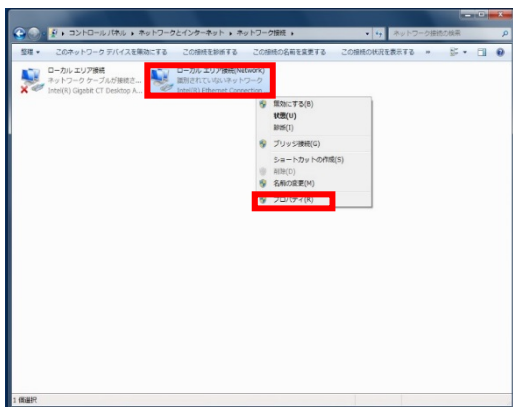 コントロール パネル ▸ ネットワークとインターネット ▸ ネットワーク接続 ▸
ネットワーク接続の検索
整理 ▾ このネットワーク デバイスを無効にする この接続を診断する この接続の名前を変更する この接続の状況を表示する »
ローカル エリア接続
ネットワーク ケーブルが接続さ...
Intel(R) Gigabit CT Desktop A...
ローカル エリア接続(Network)
識別されていないネットワーク
Intel(R) Ethernet Connection
無効にする(B)
状態(U)
診断(I)
ブリッジ接続(G)
ショートカットの作成(S)
削除(D)
名前の変更(M)
プロパティ(R)
1 個選択